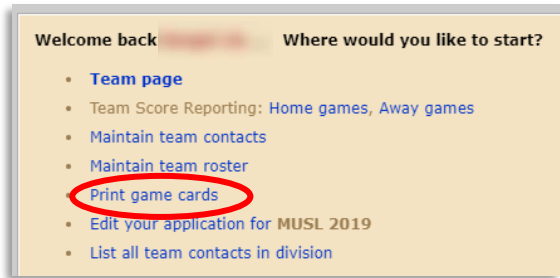 Welcome back Where would you like to start?
Team page
Team Score Reporting: Home games, Away games
Maintain team contacts
Maintain team roster
Print game cards
Edit your application for MUSL 2019
List all team contacts in division